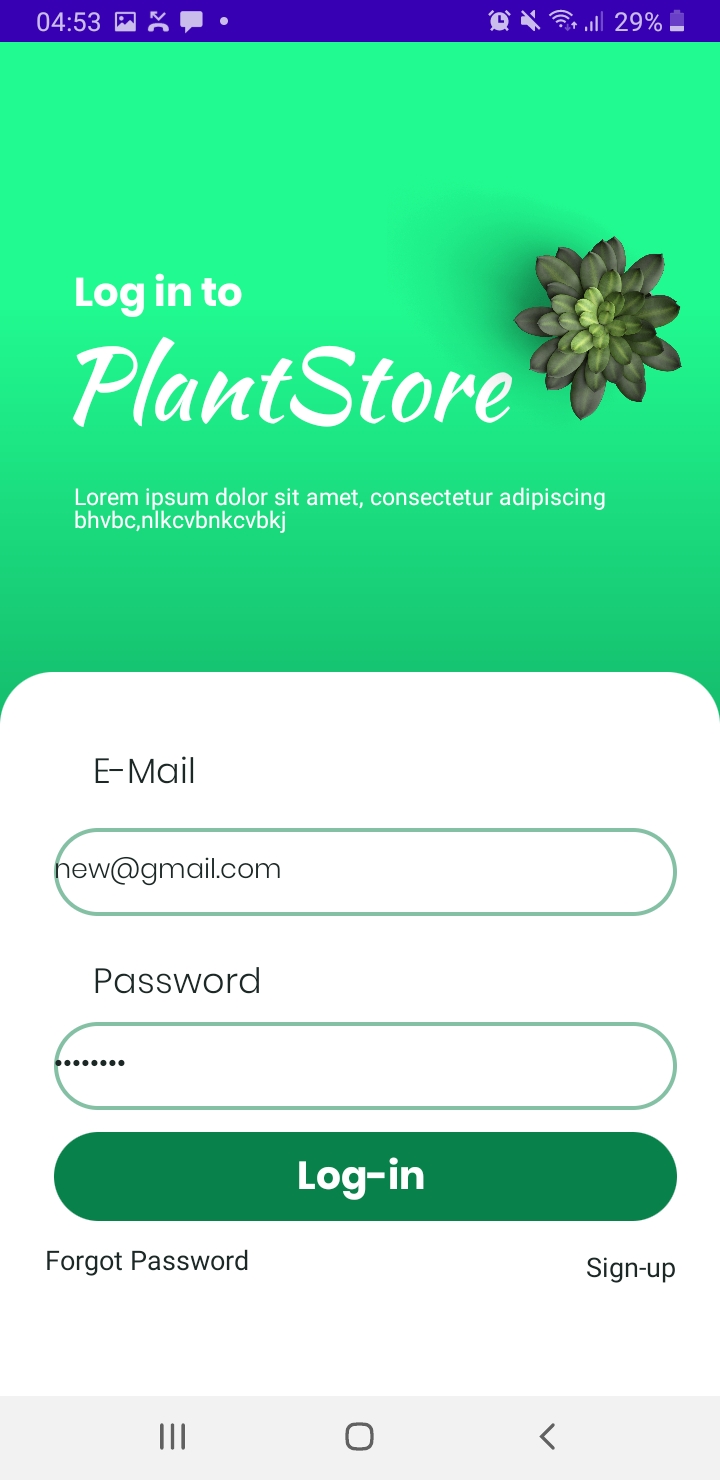 04:53 29%
Log in to
PlantStore
Lorem ipsum dolor sit amet, consectetur adipiscing
bhvbc,nlkcvbnkcvbkj
E-Mail
new@gmail.com
Password
••••••••
Log-in
Forgot Password
Sign-up